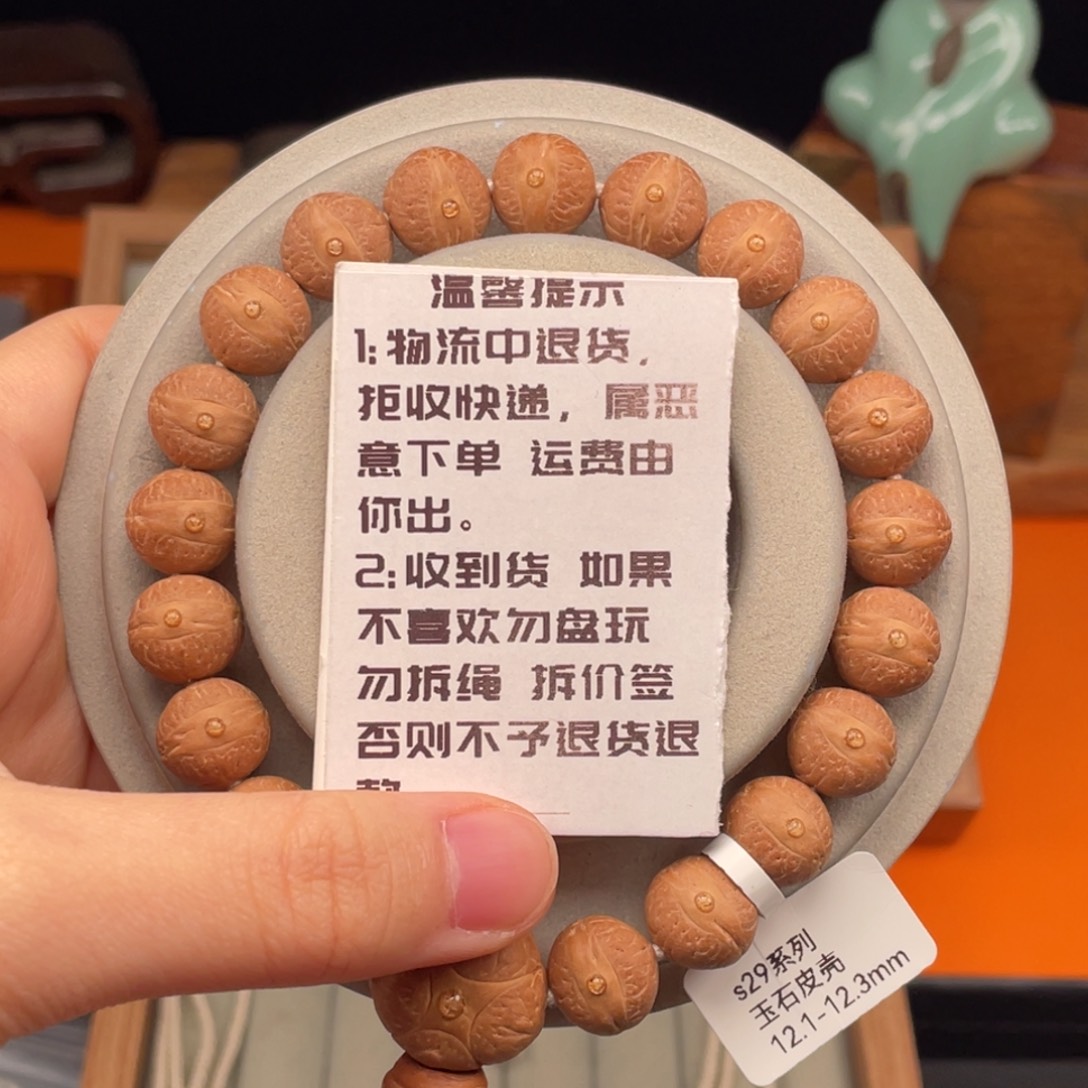 温馨提示
1:物流中退货,
拒收快递,属恶
意下单 运费由
你出。
2:收到货 如果
不喜欢勿盘玩
勿拆绳 拆价签
否则不予退货退
款
s29系列
玉石皮壳
12.1-12.3mm